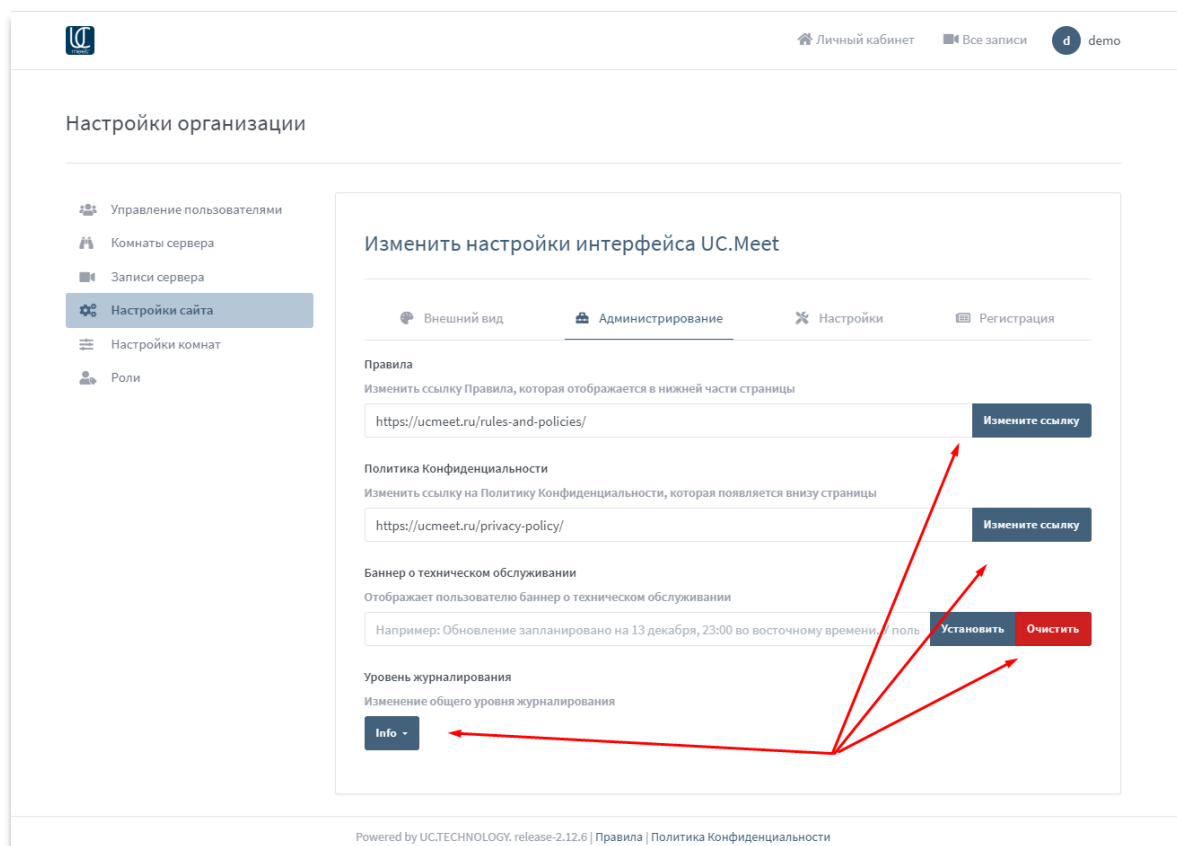 UC
meet
Личный кабинет
Все записи
d
demo
Настройки организации
Управление пользователями
Комнаты сервера
Записи сервера
Настройки сайта
Настройки комнат
Роли
Изменить настройки интерфейса UC.Meet
Внешний вид
Администрирование
Настройки
Регистрация
Правила
Изменить ссылку Правила, которая отображается в нижней части страницы
https://ucmeet.ru/rules-and-policies/
Измените ссылку
Политика Конфиденциальности
Изменить ссылку на Политику Конфиденциальности, которая появляется внизу страницы
https://ucmeet.ru/privacy-policy/
Измените ссылку
Баннер о техническом обслуживании
Отображает пользователю баннер о техническом обслуживании
Например: Обновление запланировано на 13 декабря, 23:00 во восточному времени. У поль
Установить
Очистить
Уровень журналирования
Изменение общего уровня журналирования
Info
Powered by UC.TECHNOLOGY. release-2.12.6 | Правила | Политика Конфиденциальности